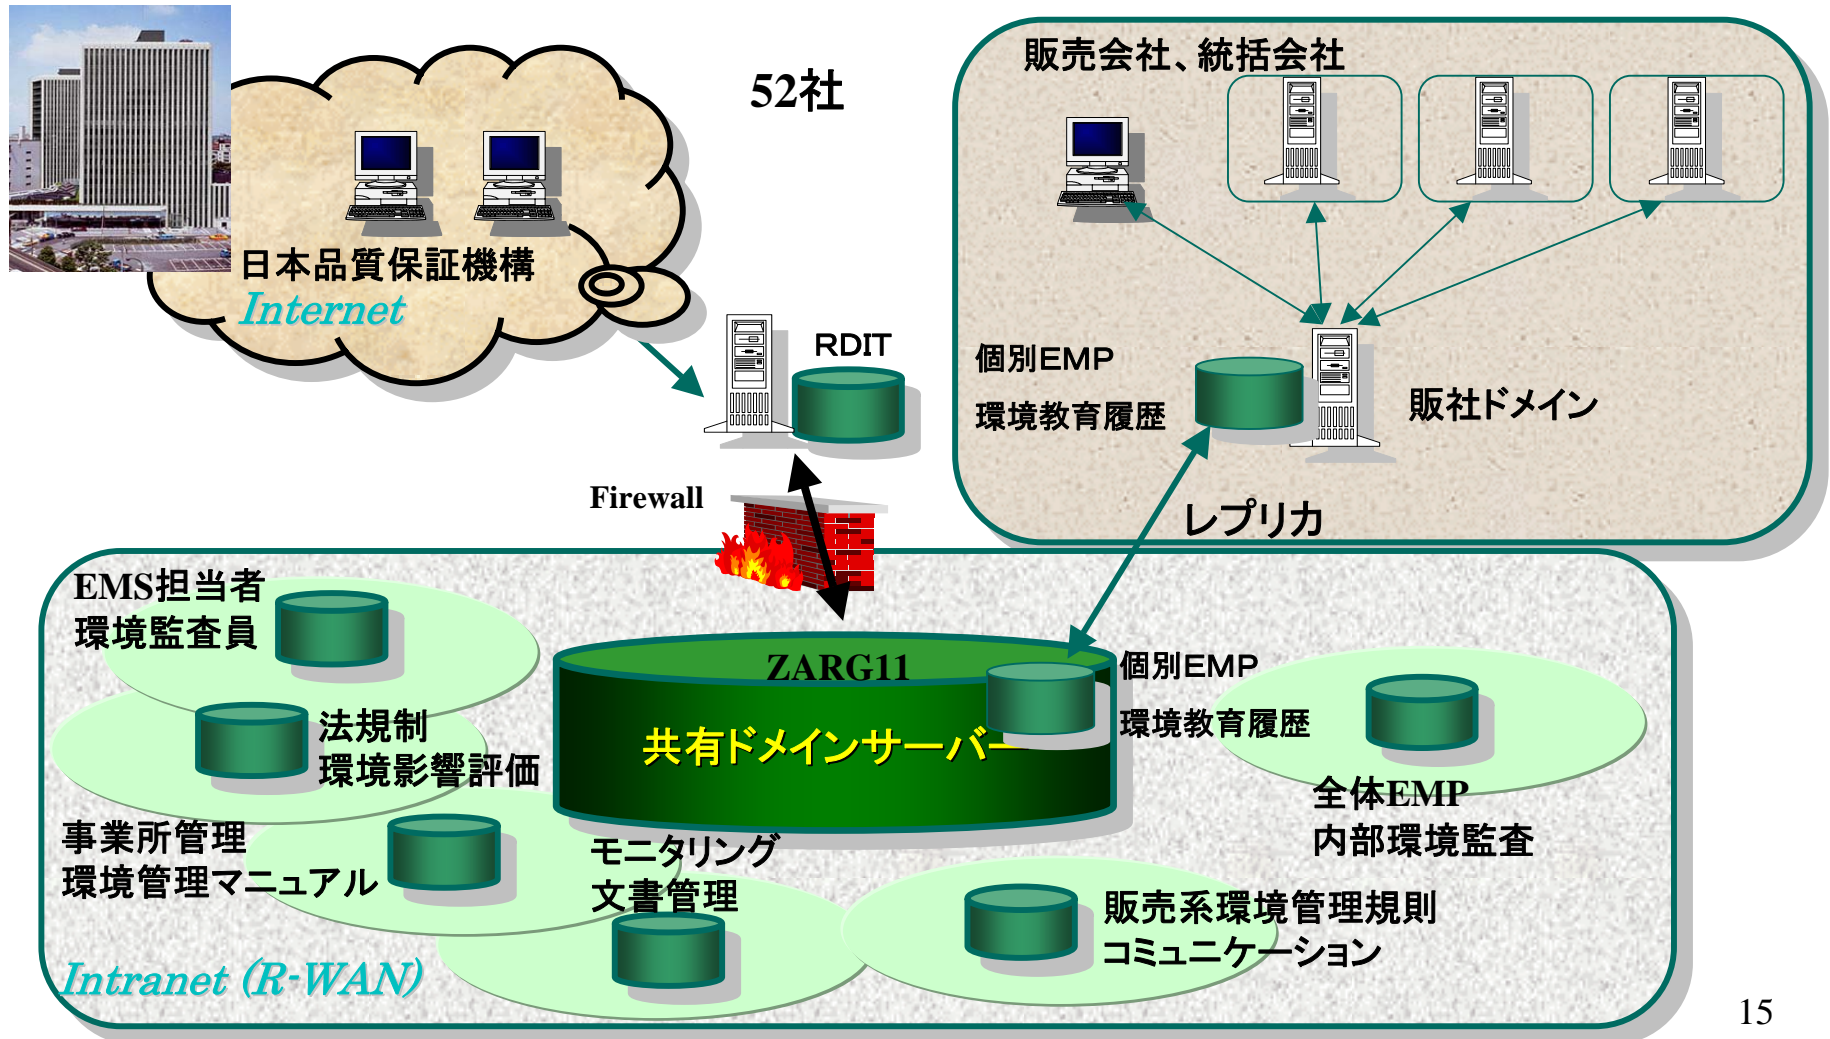 52社
販売会社、統括会社
日本品質保証機構
Internet
RDIT
個別EMP
環境教育履歴
販社ドメイン
Firewall
レプリカ
EMS担当者
環境監査員
ZARG11
共有ドメインサーバー
個別EMP
環境教育履歴
法規制
環境影響評価
全体EMP
内部環境監査
事業所管理
環境管理マニュアル
モニタリング
文書管理
販売系環境管理規則
コミュニケーション
Intranet (R-WAN)
15